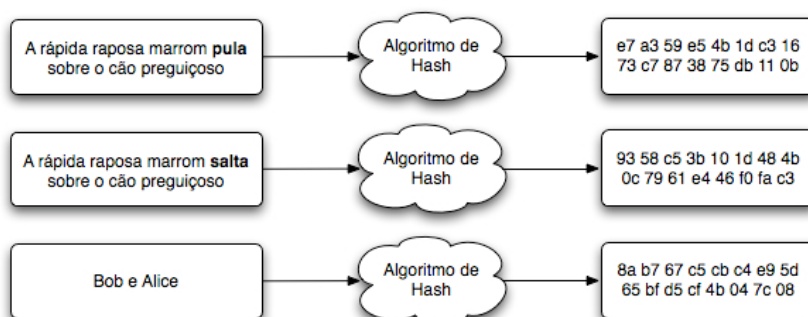 A rápida raposa marrom pula
sobre o cão preguiçoso
Algoritmo de
Hash
e7 a3 59 e5 4b 1d c3 16
73 c7 87 38 75 db 11 0b
A rápida raposa marrom salta
sobre o cão preguiçoso
Algoritmo de
Hash
93 58 c5 3b 10 1d 48 4b
0c 79 61 e4 46 f0 fa c3
Bob e Alice
Algoritmo de
Hash
8a b7 67 c5 cb c4 e9 5d
65 bf d5 cf 4b 04 7c 08